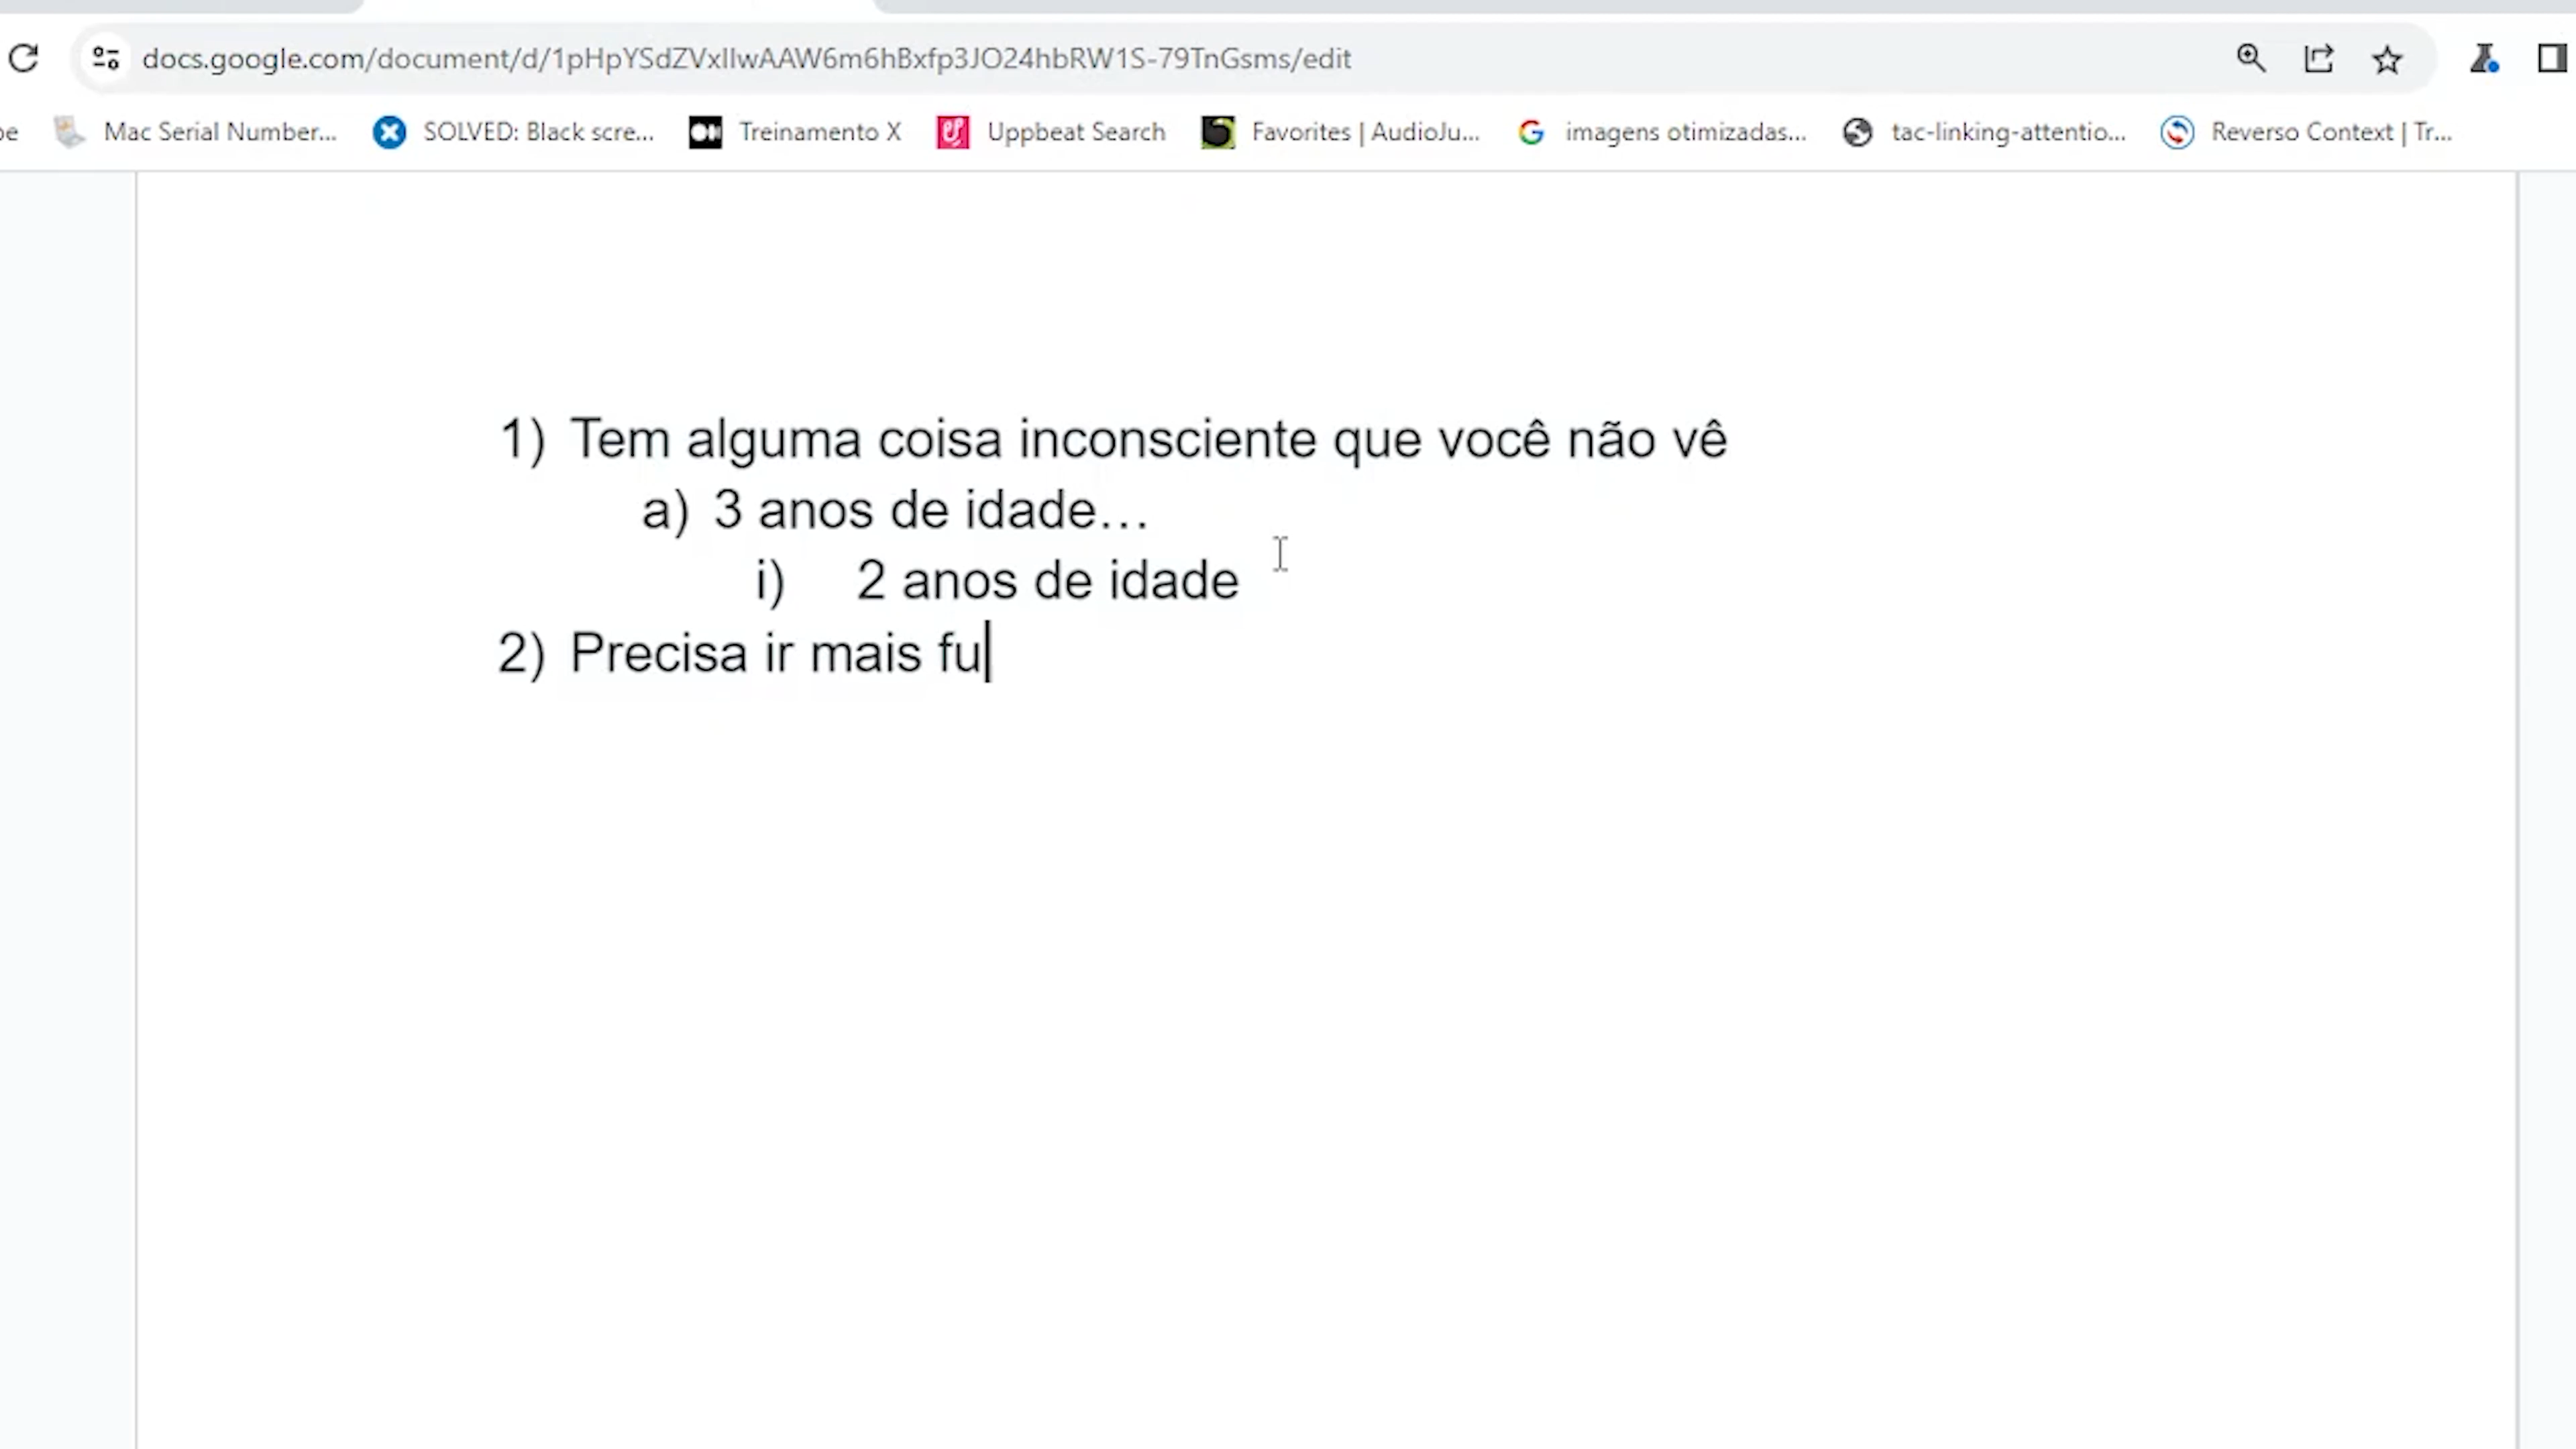 docs.google.com/document/d/1pHpYSdZVxIlwAAW6m6hBxfp3JO24hbRW1S-79TnGsms/edit
Mac Serial Number... SOLVED: Black scre... Treinamento X Uppbeat Search Favorites | AudioJu... imagens otimizadas... tac-linking-attentio... Reverso Context | Tr...
1) Tem alguma coisa inconsciente que você não vê
a) 3 anos de idade...
i) 2 anos de idade
2) Precisa ir mais fu